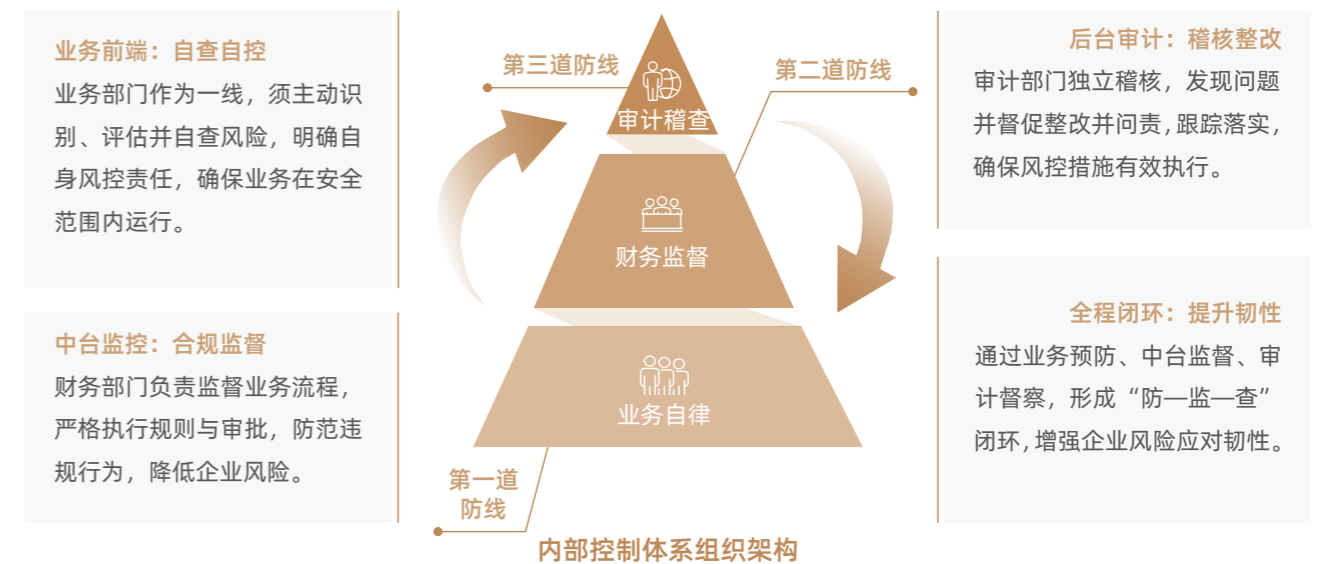 业务前端：自查自控
业务部门作为一线，须主动识
别、评估并自查风险，明确自
身风控责任，确保业务在安全
范围内运行。
中台监控：合规监督
财务部门负责监督业务流程，
严格执行规则与审批，防范违
规行为，降低企业风险。
第三道防线
第二道防线
审计稽查
财务监督
业务自律
第一道
防线
内部控制体系组织架构
后台审计：稽核整改
审计部门独立稽核，发现问题
并督促整改并问责，跟踪落实，
确保风控措施有效执行。
全程闭环：提升韧性
通过业务预防、中台监督、审
计督察，形成“防—监—查”
闭环，增强企业风险应对韧性。